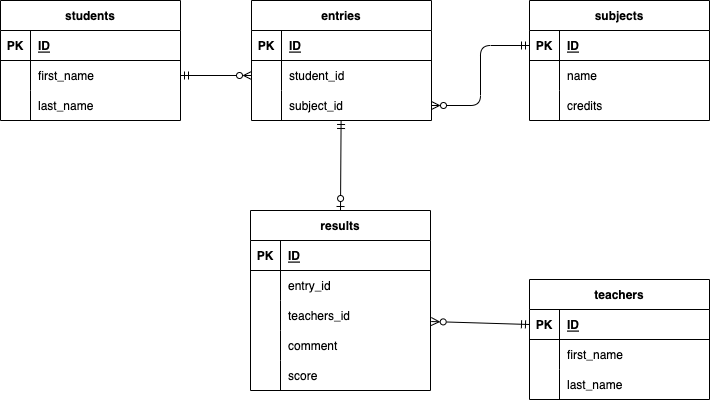 students
PK ID
first_name
last_name
entries
PK ID
student_id
subject_id
subjects
PK ID
name
credits
results
PK ID
entry_id
teachers_id
comment
score
teachers
PK ID
first_name
last_name